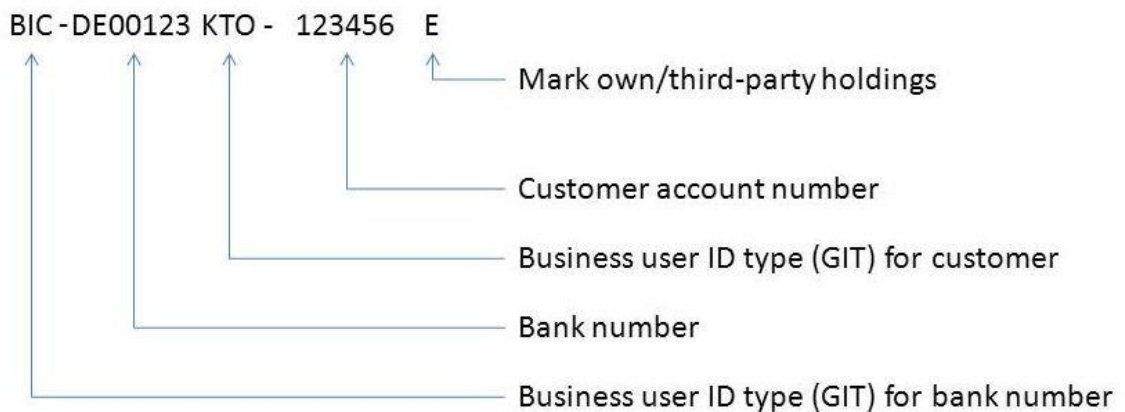 BIC - DE00123 KTO - 123456 E
Mark own/third-party holdings
Customer account number
Business user ID type (GIT) for customer
Bank number
Business user ID type (GIT) for bank number